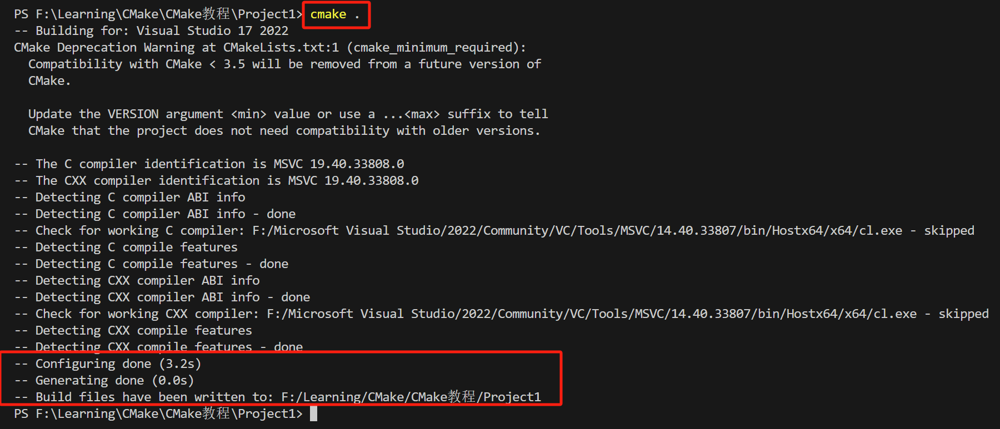 PS F:\Learning\CMake\CMake教程\Project1> cmake .
-- Building for: Visual Studio 17 2022
CMake Deprecation Warning at CMakeLists.txt:1 (cmake_minimum_required):
  Compatibility with CMake < 3.5 will be removed from a future version of
  CMake.

  Update the VERSION argument <min> value or use a ...<max> suffix to tell
  CMake that the project does not need compatibility with older versions.

-- The C compiler identification is MSVC 19.40.33808.0
-- The CXX compiler identification is MSVC 19.40.33808.0
-- Detecting C compiler ABI info
-- Detecting C compiler ABI info - done
-- Check for working C compiler: F:/Microsoft Visual Studio/2022/Community/VC/Tools/MSVC/14.40.33807/bin/Hostx64/x64/cl.exe - skipped
-- Detecting C compile features
-- Detecting C compile features - done
-- Detecting CXX compiler ABI info
-- Detecting CXX compiler ABI info - done
-- Check for working CXX compiler: F:/Microsoft Visual Studio/2022/Community/VC/Tools/MSVC/14.40.33807/bin/Hostx64/x64/cl.exe - skipped
-- Detecting CXX compile features
-- Detecting CXX compile features - done
-- Configuring done (3.2s)
-- Generating done (0.0s)
-- Build files have been written to: F:/Learning/CMake/CMake教程/Project1
PS F:\Learning\CMake\CMake教程\Project1>